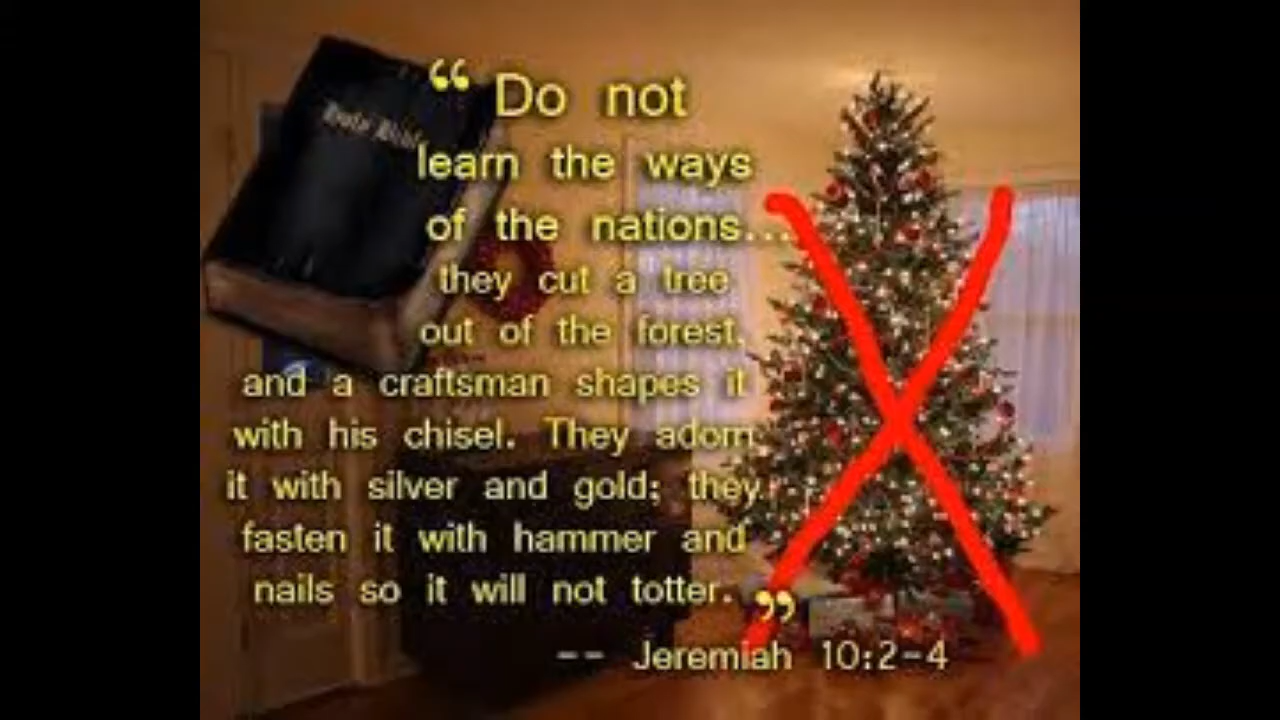 Holy Bible
“ Do not
learn the ways
of the nations...
they cut a tree
out of the forest,
and a craftsman shapes it
with his chisel. They adorn
it with silver and gold; they
fasten it with hammer and
nails so it will not totter. ”
-- Jeremiah 10:2-4